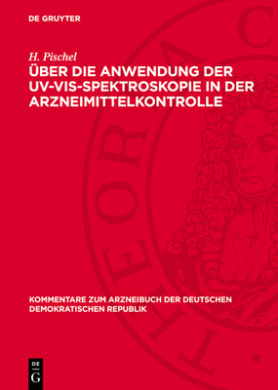 DE GRUYTER
H. Pischel
ÜBER DIE ANWENDUNG DER
UV-VIS-SPEKTROSKOPIE IN DER
ARZNEIMITTELKONTROLLE
KOMMENTARE ZUM ARZNEIBUCH DER DEUTSCHEN
DEMOKRATISCHEN REPUBLIK
DE
G